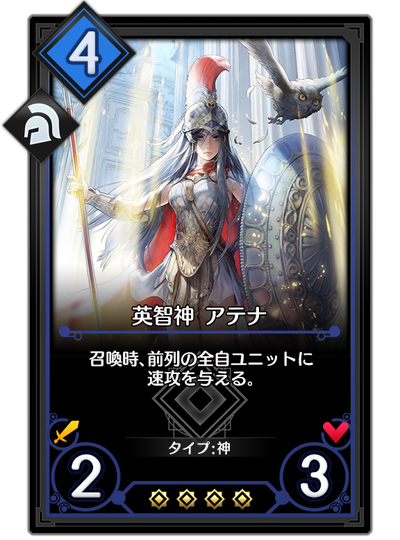 4
英智神 アテナ
召喚時、前列の全自ユニットに
速攻を与える。
タイプ:神
2
3